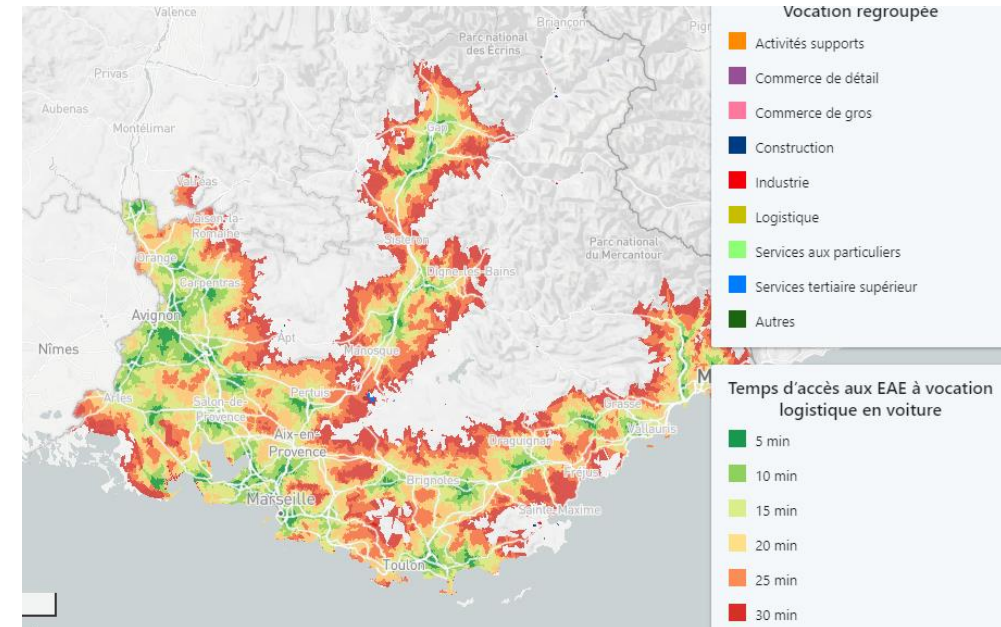 Valence
Briançon
Parc national
des Écrins
Privas
Aubenas
Gap
Montélimar
Valréas
Vaison-la-
Romaine
Sisteron
Parc national
du Mercantour
Orange
Digne-les-Bains
Carpentras
Avignon
Apt
Nîmes
Manosque
Arles
Pertuis
Salon-de-
Provence
Grasse
Aix-en-
Provence
Vallauris
Draguignan
Brignoles
Fréjus
Marseille
Sainte-Maxime
Toulon
Vocation regroupée
Activités supports
Commerce de détail
Commerce de gros
Construction
Industrie
Logistique
Services aux particuliers
Services tertiaire supérieur
Autres
Temps d'accès aux EAE à vocation
logistique en voiture
5 min
10 min
15 min
20 min
25 min
30 min